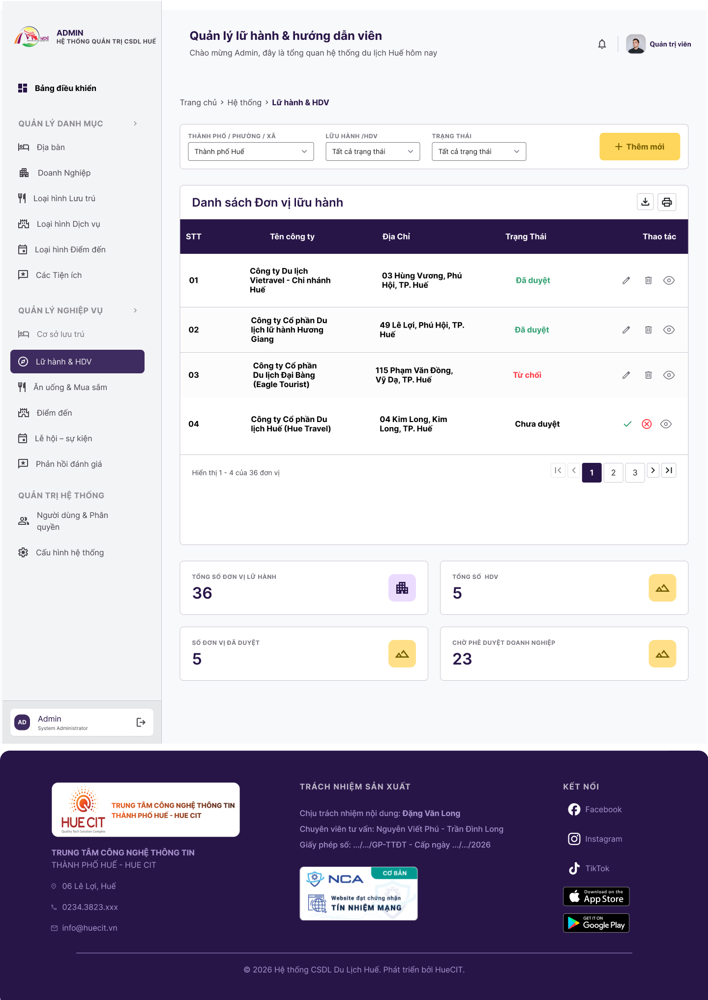 ADMIN
HỆ THỐNG QUẢN TRỊ CSDL HUẾ
Bảng điều khiển
QUẢN LÝ DANH MỤC
Địa bàn
Doanh Nghiệp
Loại hình Lưu trú
Loại hình Dịch vụ
Loại hình Điểm đến
Các Tiện ích
QUẢN LÝ NGHIỆP VỤ
Cơ sở lưu trú
Lữ hành & HDV
Ăn uống & Mua sắm
Điểm đến
Lễ hội – sự kiện
Phản hồi đánh giá
QUẢN TRỊ HỆ THỐNG
Người dùng & Phân
quyền
Cấu hình hệ thống
AD
Admin
System Administrator
Quản lý lữ hành & hướng dẫn viên
Chào mừng Admin, đây là tổng quan hệ thống du lịch Huế hôm nay
Quản trị viên
Trang chủ > Hệ thống > Lữ hành & HDV
THÀNH PHỐ / PHƯỜNG / XÃ
Thành phố Huế
LỮU HÀNH /HDV
Tất cả trạng thái
TRẠNG THÁI
Tất cả trạng thái
+ Thêm mới
Danh sách Đơn vị lữu hành
STT Tên công ty Địa Chỉ Trạng Thái Thao tác
01
Công ty Du lịch
Vietravel - Chi nhánh
Huế
03 Hùng Vương, Phú
Hội, TP. Huế
Đã duyệt
02
Công ty Cổ phần Du
lịch lữ hành Hương
Giang
49 Lê Lợi, Phú Hội, TP.
Huế
Đã duyệt
03
Công ty Cổ phần
Du lịch Đại Bàng
(Eagle Tourist)
115 Phạm Văn Đồng,
Vỹ Dạ, TP. Huế
Từ chối
04
Công ty Cổ phần Du
lịch Huế (Hue Travel)
04 Kim Long, Kim
Long, TP. Huế
Chưa duyệt
Hiển thị 1 - 4 của 36 đơn vị
1 2 3
TỔNG SỐ ĐƠN VỊ LỮ HÀNH
36
TỔNG SỐ HDV
5
SỐ ĐƠN VỊ ĐÃ DUYỆT
5
CHỜ PHÊ DUYỆT DOANH NGHIỆP
23
HUE CIT
Quality Tech Solution Complex
TRUNG TÂM CÔNG NGHỆ THÔNG TIN
THÀNH PHỐ HUẾ - HUE CIT
TRUNG TÂM CÔNG NGHỆ THÔNG TIN
THÀNH PHỐ HUẾ - HUE CIT
06 Lê Lợi, Huế
0234.3823.xxx
info@huecit.vn
TRÁCH NHIỆM SẢN XUẤT
Chịu trách nhiệm nội dung: Đặng Văn Long
Chuyên viên tư vấn: Nguyễn Viết Phú - Trần Đình Long
Giấy phép số: .../.../GP-TTĐT - Cấp ngày .../.../2026
NCA
CƠ BẢN
Website đạt chứng nhận
TÍN NHIỆM MẠNG
KẾT NỐI
Facebook
Instagram
TikTok
Download on the
App Store
GET IT ON
Google Play
© 2026 Hệ thống CSDL Du Lịch Huế. Phát triển bởi HueCIT.